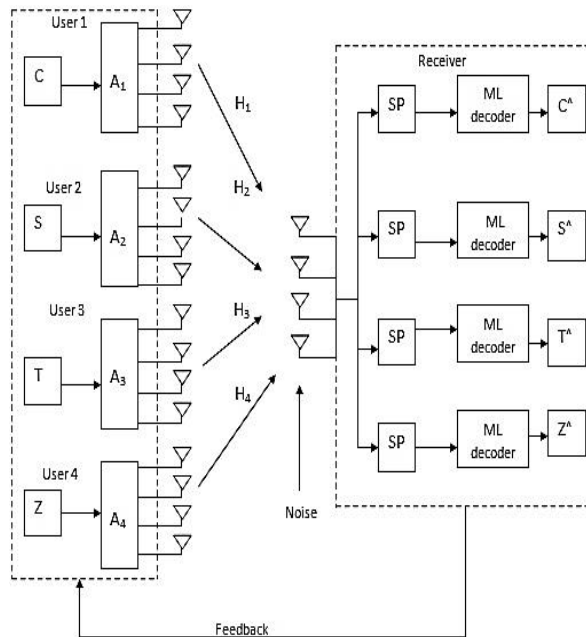 User 1
C
A1
H1
User 2
S
A2
H2
User 3
T
A3
H3
User 4
Z
A4
H4
Noise
Receiver
SP
ML
decoder
C^
SP
ML
decoder
S^
SP
ML
decoder
T^
SP
ML
decoder
Z^
Feedback